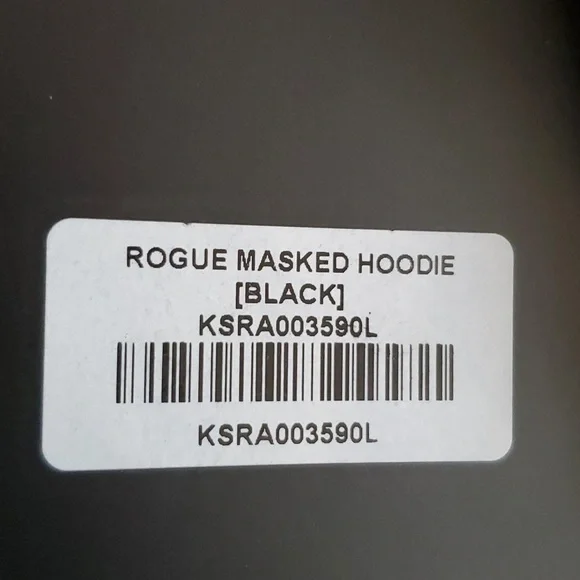 ROGUE MASKED HOODIE
[BLACK]
KSRA003590L
KSRA003590L